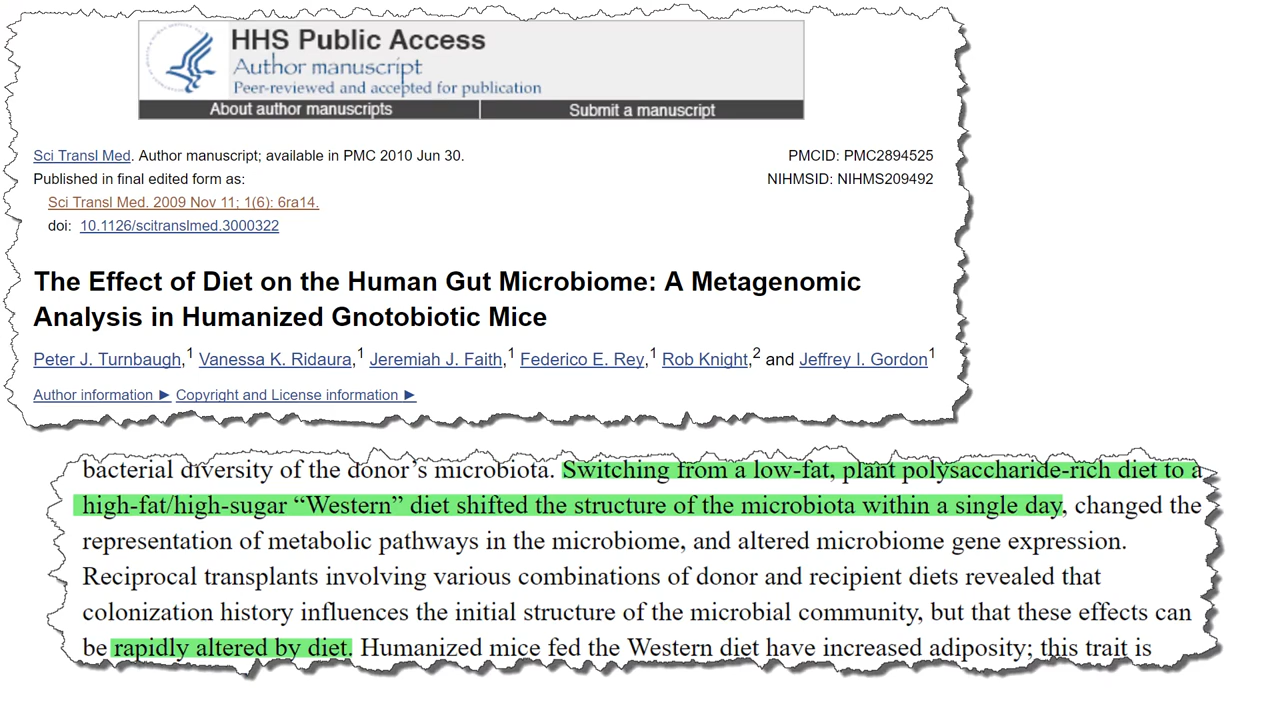 HHS Public Access
Author manuscript
Peer-reviewed and accepted for publication
About author manuscripts Submit a manuscript
Sci Transl Med. Author manuscript; available in PMC 2010 Jun 30. PMCID: PMC2894525
Published in final edited form as: NIHMSID: NIHMS209492
Sci Transl Med. 2009 Nov 11; 1(6): 6ra14.
doi: 10.1126/scitranslmed.3000322
The Effect of Diet on the Human Gut Microbiome: A Metagenomic
Analysis in Humanized Gnotobiotic Mice
Peter J. Turnbaugh,1 Vanessa K. Ridaura,1 Jeremiah J. Faith,1 Federico E. Rey,1 Rob Knight,2 and Jeffrey I. Gordon1
Author information ► Copyright and License information ►
bacterial diversity of the donor’s microbiota. Switching from a low-fat, plant polysaccharide-rich diet to a
high-fat/high-sugar “Western” diet shifted the structure of the microbiota within a single day, changed the
representation of metabolic pathways in the microbiome, and altered microbiome gene expression.
Reciprocal transplants involving various combinations of donor and recipient diets revealed that
colonization history influences the initial structure of the microbial community, but that these effects can
be rapidly altered by diet. Humanized mice fed the Western diet have increased adiposity; this trait is